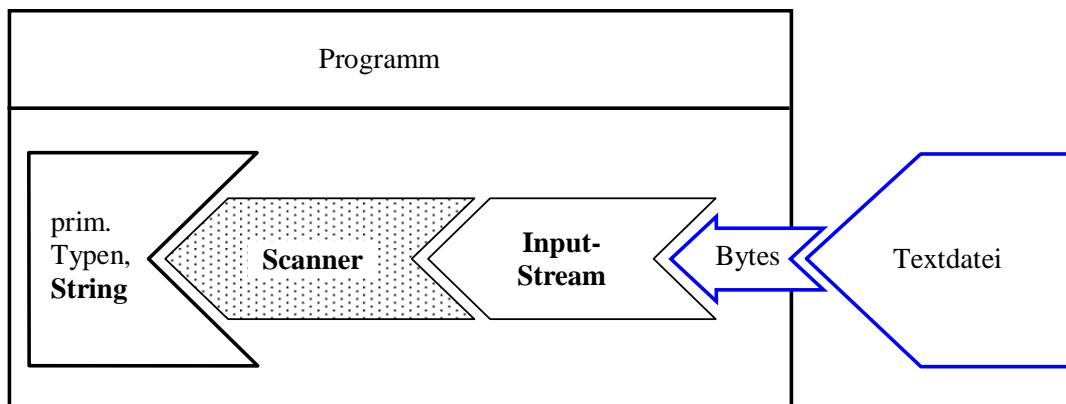 Programm
prim.
Typen,
String
Scanner
Input-
Stream
Bytes
Textdatei